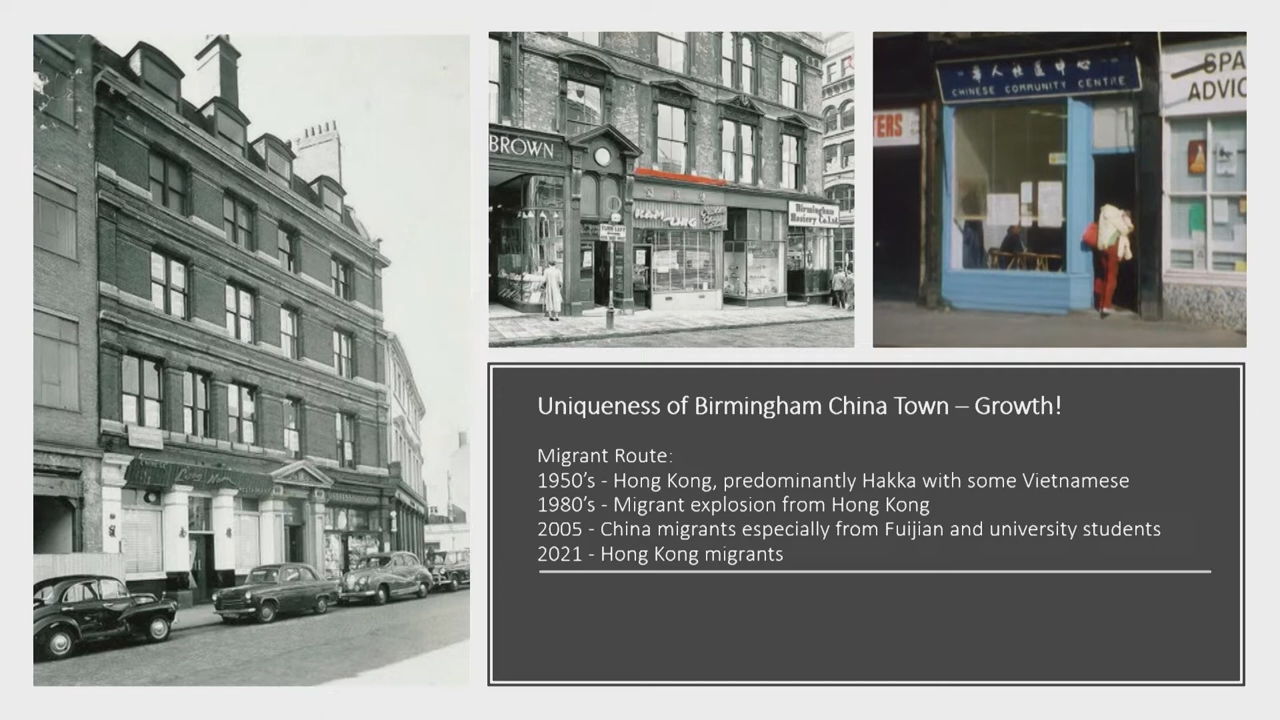 BROWN
KAM LING
Birmingham
Hosiery Co. Ltd
華人社區中心
CHINESE COMMUNITY CENTRE
TERS
SPA
ADVIC
Uniqueness of Birmingham China Town – Growth!
Migrant Route:
1950’s - Hong Kong, predominantly Hakka with some Vietnamese
1980’s - Migrant explosion from Hong Kong
2005 - China migrants especially from Fuijian and university students
2021 - Hong Kong migrants